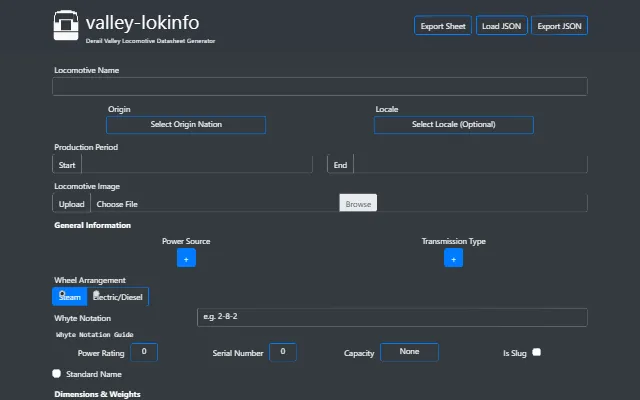 valley-lokinfo
Derail Valley Locomotive Datasheet Generator
Export Sheet Load JSON Export JSON
Locomotive Name
Origin Locale
Select Origin Nation Select Locale (Optional)
Production Period
Start End
Locomotive Image
Upload Choose File Browse
General Information
Power Source Transmission Type
+ +
Wheel Arrangement
Steam Electric/Diesel
Whyte Notation e.g. 2-8-2
Whyte Notation Guide
Power Rating 0 Serial Number 0 Capacity None Is Slug
Standard Name
Dimensions & Weights